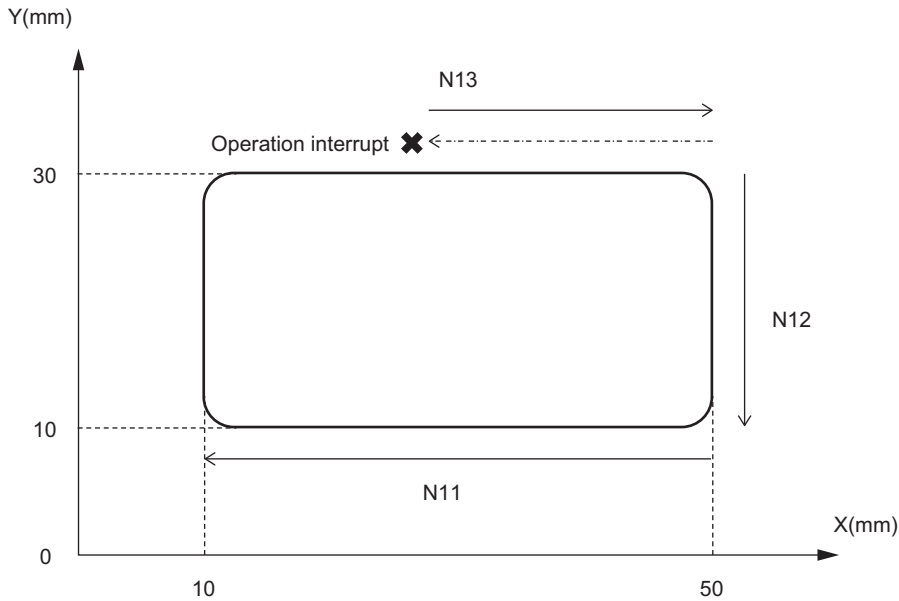 Y(mm)
N13
Operation interrupt
30
N12
10
N11
X(mm)
0
10
50